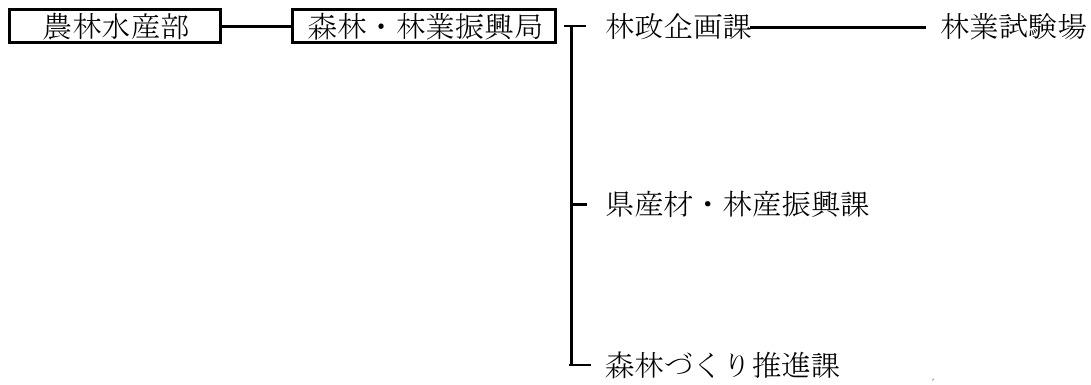 農林水産部 森林・林業振興局 林政企画課 林業試験場
県産材・林産振興課
森林づくり推進課